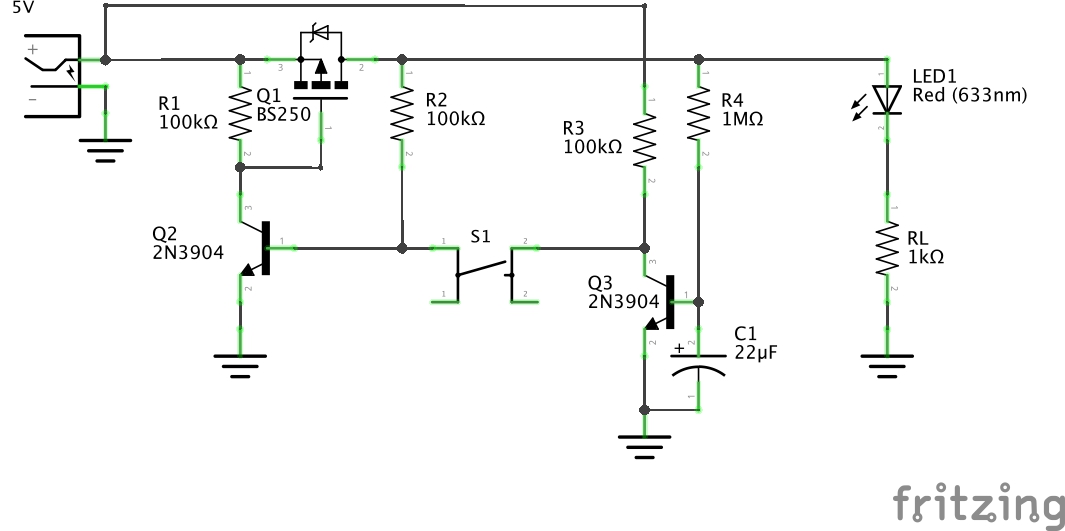 5V
+
-
R1
100kΩ
1
2
3
Q1
BS250
2
1
1
R2
100kΩ
2
1
R3
100kΩ
2
1
R4
1MΩ
2
1
LED1
Red (633nm)
2
Q2
2N3904
3
1
2
1
S1
2
1
2
Q3
2N3904
3
1
2
+
2
C1
22µF
1
1
RL
1kΩ
2
fritzing